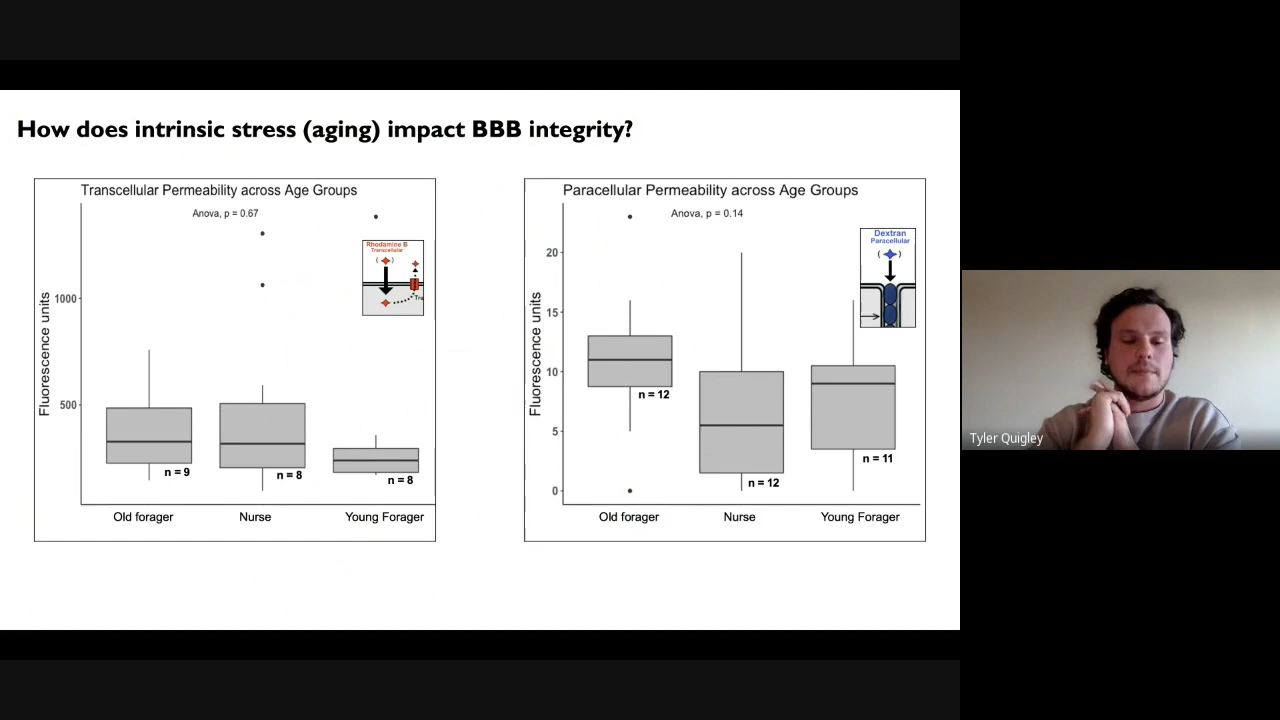 How does intrinsic stress (aging) impact BBB integrity?
Transcellular Permeability across Age Groups
Anova, p = 0.67
Rhodamine B
Transcellular
Fluorescence units
1000
500
n = 9
n = 8
n = 8
Old forager
Nurse
Young Forager
Paracellular Permeability across Age Groups
Anova, p = 0.14
Dextran
Paracellular
Fluorescence units
20
15
10
5
0
n = 12
n = 12
n = 11
Old forager
Nurse
Young Forager
Tyler Quigley